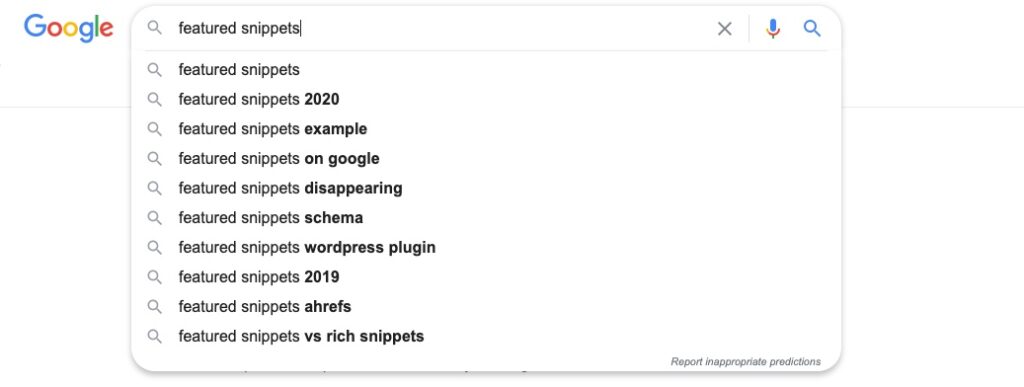 Google
featured snippets
featured snippets
featured snippets 2020
featured snippets example
featured snippets on google
featured snippets disappearing
featured snippets schema
featured snippets wordpress plugin
featured snippets 2019
featured snippets ahrefs
featured snippets vs rich snippets
Report inappropriate predictions